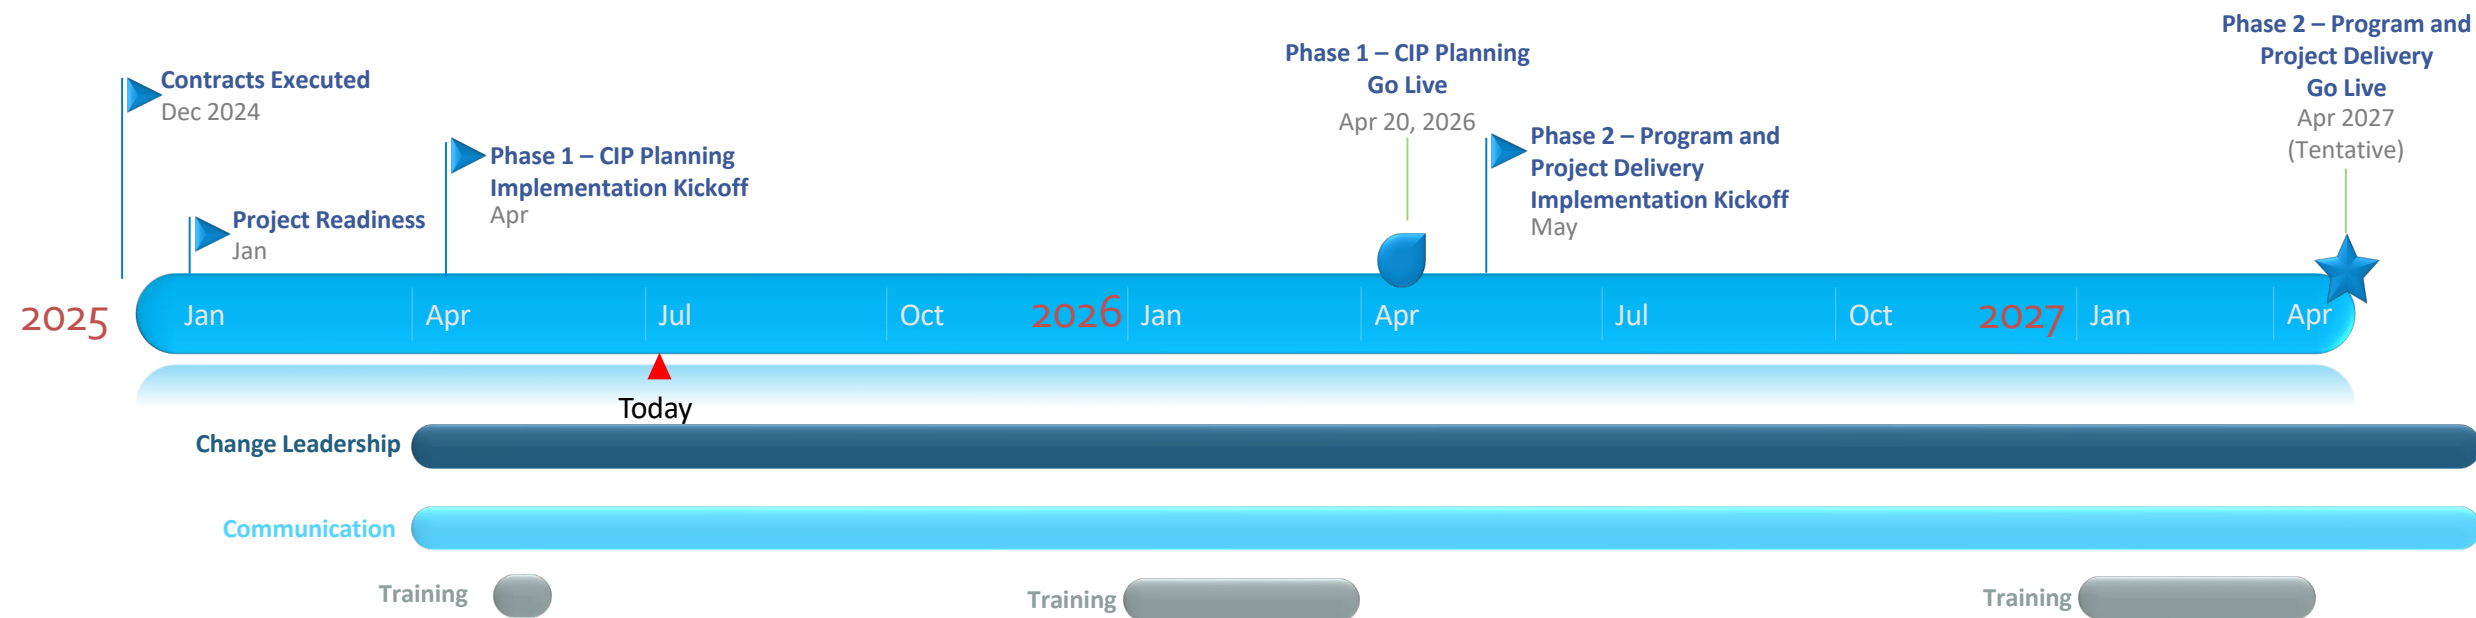 Contracts Executed
Dec 2024
Project Readiness
Jan
Phase 1 – CIP Planning
Implementation Kickoff
Apr
Phase 1 – CIP Planning
Go Live
Apr 20, 2026
Phase 2 – Program and
Project Delivery
Implementation Kickoff
May
Phase 2 – Program and
Project Delivery
Go Live
Apr 2027
(Tentative)
2025 Jan Apr Jul Oct 2026 Jan Apr Jul Oct 2027 Jan Apr
Today
Change Leadership
Communication
Training Training Training